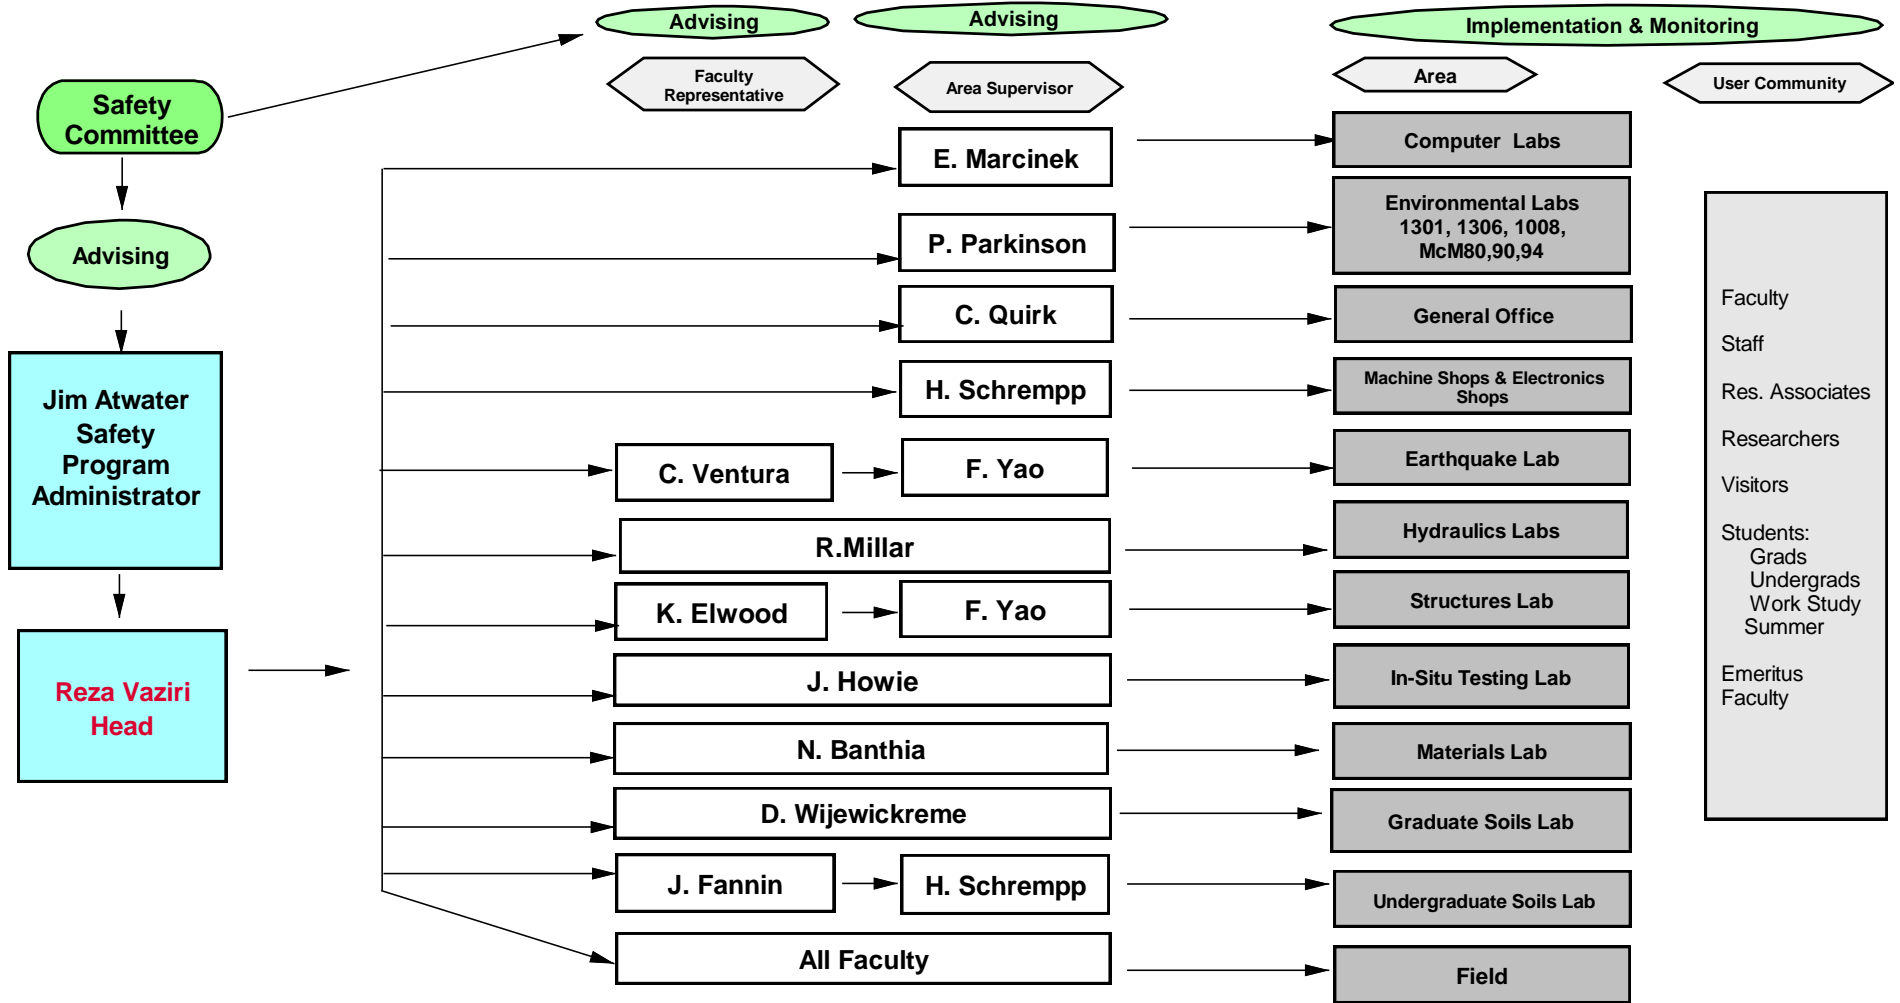 Advising
Advising
Implementation & Monitoring
Faculty
Representative
Area Supervisor
Area
User Community
Safety
Committee
Advising
Jim Atwater
Safety
Program
Administrator
Reza Vaziri
Head
E. Marcinek
Computer Labs
P. Parkinson
Environmental Labs
1301, 1306, 1008,
McM80,90,94
C. Quirk
General Office
H. Schrempp
Machine Shops & Electronics
Shops
C. Ventura
F. Yao
Earthquake Lab
R.Millar
Hydraulics Labs
K. Elwood
F. Yao
Structures Lab
J. Howie
In-Situ Testing Lab
N. Banthia
Materials Lab
D. Wijewickreme
Graduate Soils Lab
J. Fannin
H. Schrempp
Undergraduate Soils Lab
All Faculty
Field
Faculty
Staff
Res. Associates
Researchers
Visitors
Students:
Grads
Undergrads
Work Study
Summer
Emeritus
Faculty